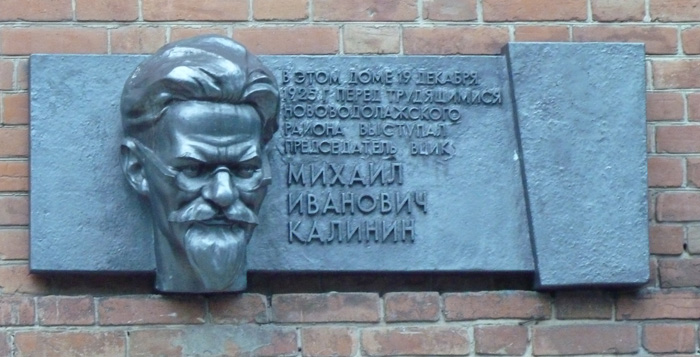 В ЭТОМ ДОМЕ 19 ДЕКАБРЯ
1925 Г. ПЕРЕД ТРУДЯЩИМИСЯ
НОВОВОДОЛАЖСКОГО
РАЙОНА ВЫСТУПАЛ
ПРЕДСЕДАТЕЛЬ ВЦИК
МИХАИЛ
ИВАНОВИЧ
КАЛИНИН